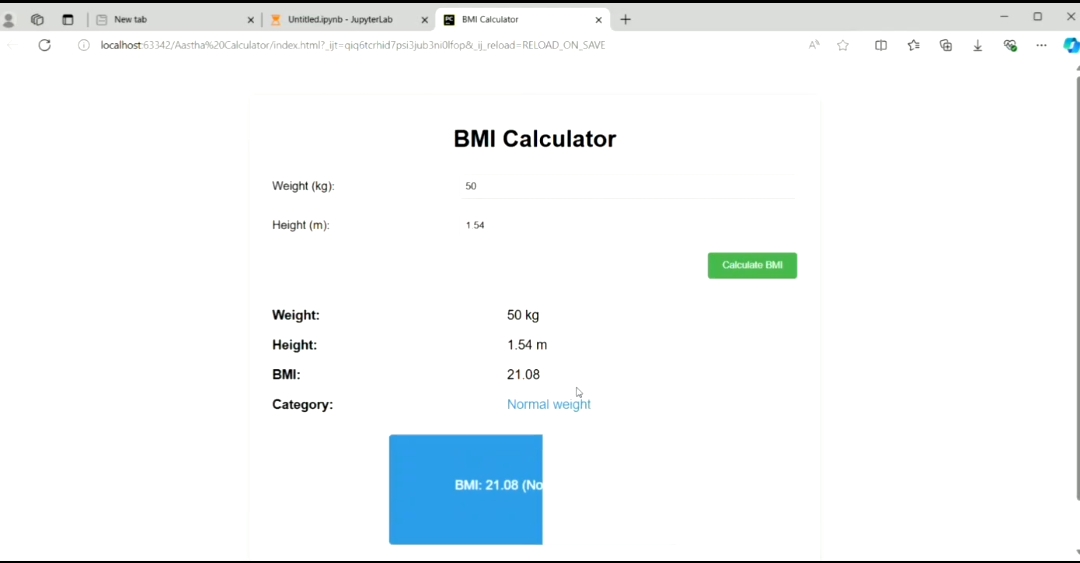 New tab
Untitled.ipynb - JupyterLab
PC BMI Calculator
localhost:63342/Aastha%20Calculator/index.html?_ijt=qiq6tcrhid7psi3jub3ni0lfop&_ij_reload=RELOAD_ON_SAVE
BMI Calculator
Weight (kg): 50
Height (m): 1.54
Calculate BMI
Weight: 50 kg
Height: 1.54 m
BMI: 21.08
Category: Normal weight
BMI: 21.08 (No